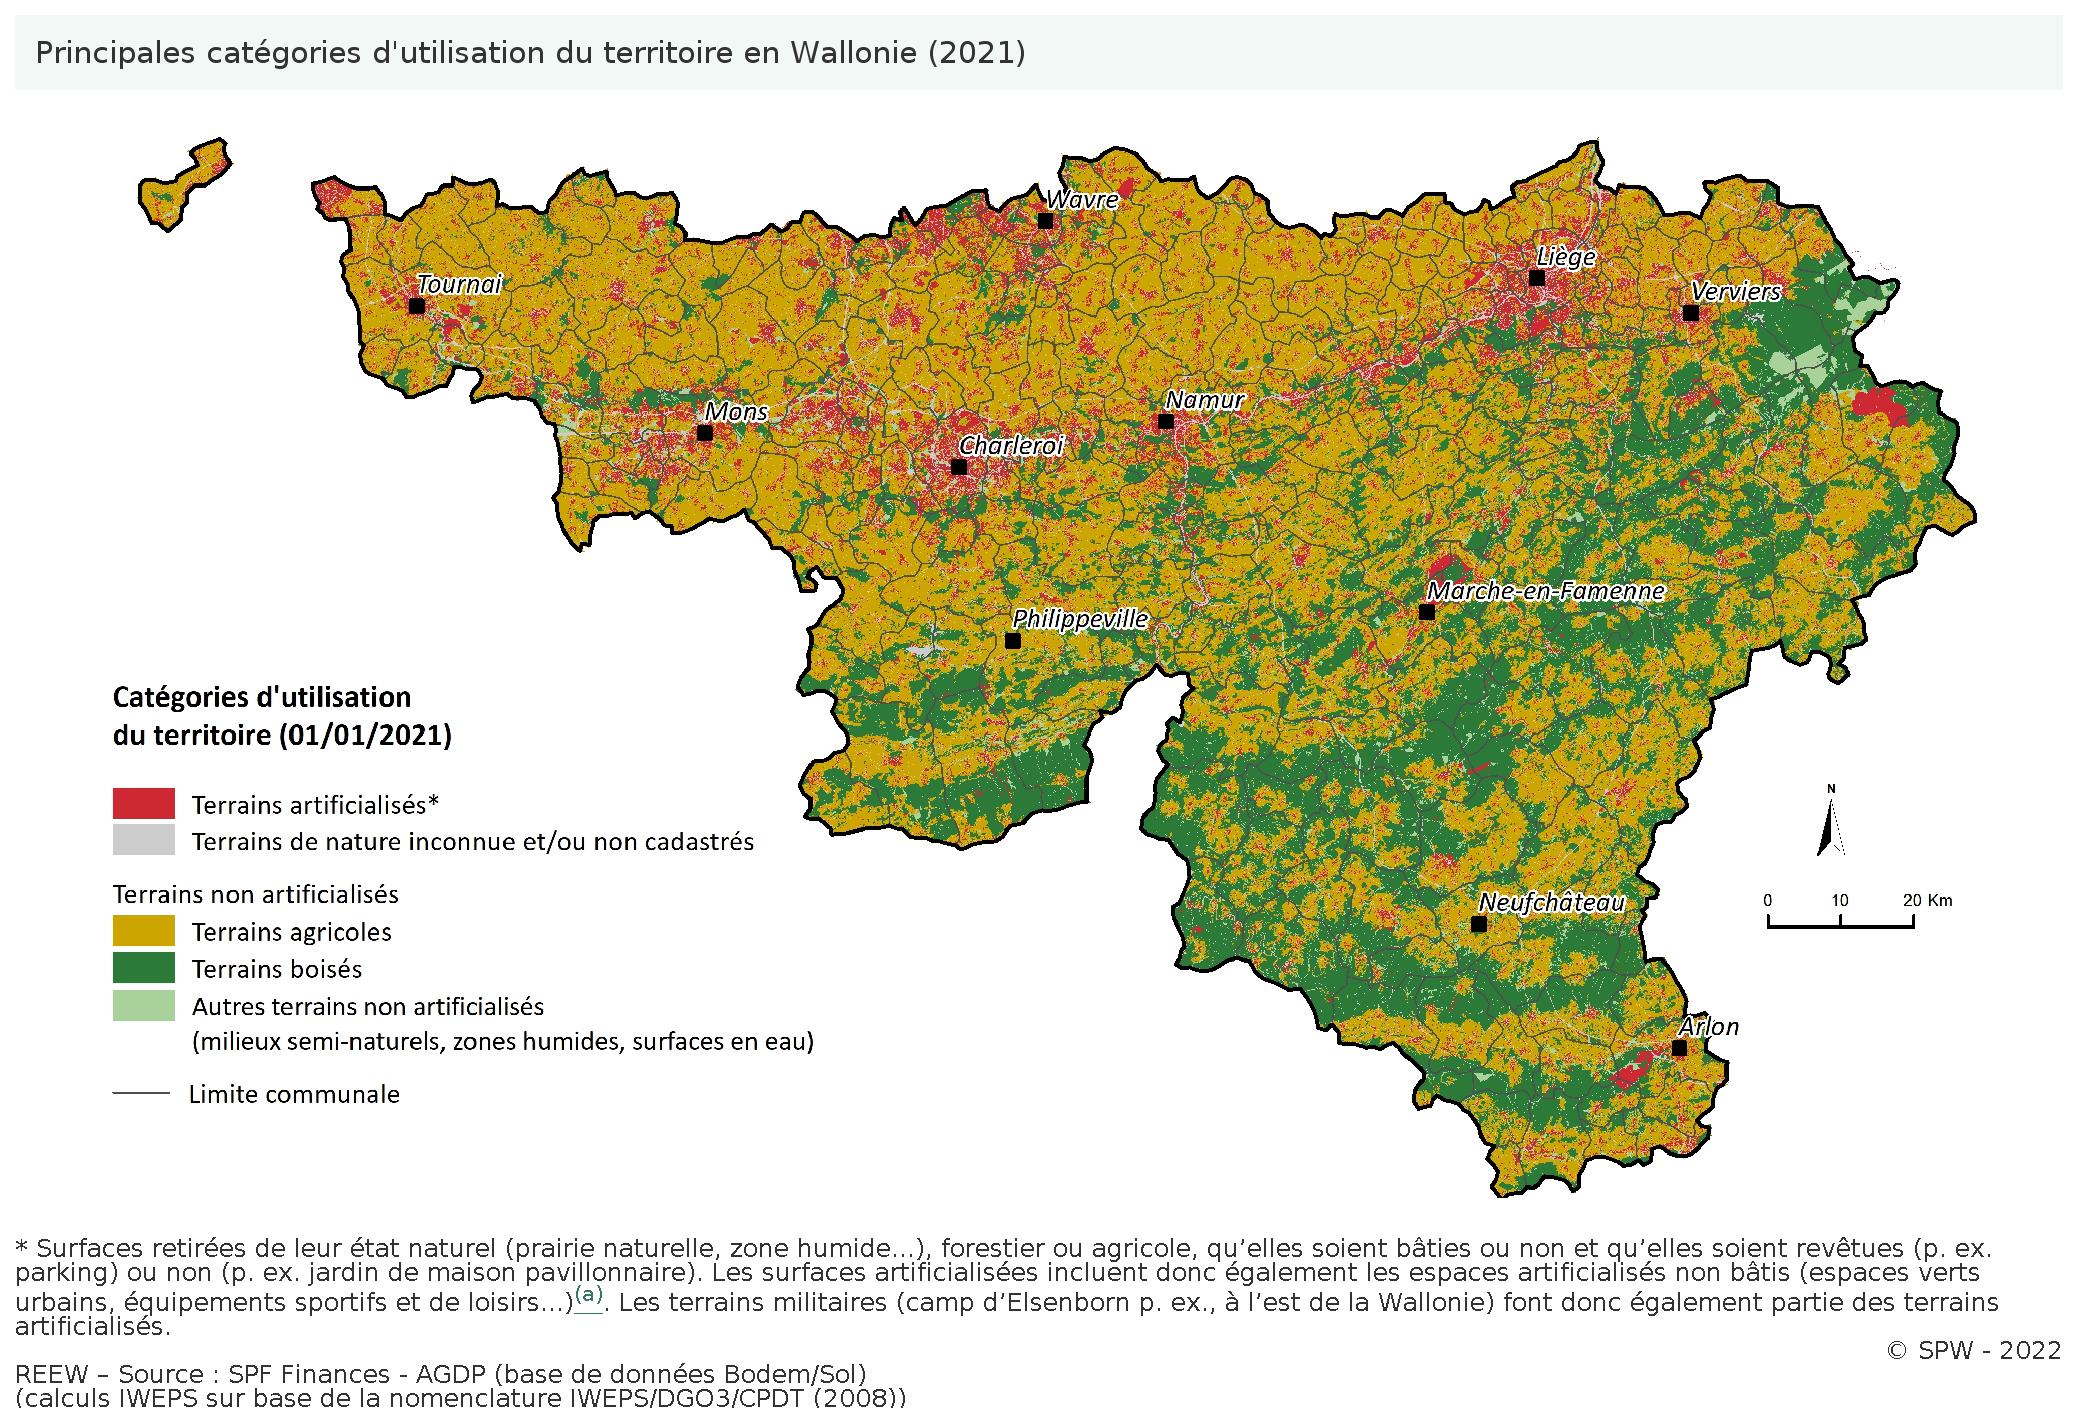 Principales catégories d'utilisation du territoire en Wallonie (2021)
Wavre
Liège
Tournai
Verviers
Namur
Mons
Charleroi
Marche-en-Famenne
Philippeville
Neufchâteau
Arlon
Catégories d'utilisation
du territoire (01/01/2021)
Terrains artificialisés*
Terrains de nature inconnue et/ou non cadastrés
Terrains non artificialisés
Terrains agricoles
Terrains boisés
Autres terrains non artificialisés
(milieux semi-naturels, zones humides, surfaces en eau)
Limite communale
N
0 10 20 Km
* Surfaces retirées de leur état naturel (prairie naturelle, zone humide...), forestier ou agricole, qu’elles soient bâties ou non et qu’elles soient revêtues (p. ex.
parking) ou non (p. ex. jardin de maison pavillonnaire). Les surfaces artificialisées incluent donc également les espaces artificialisés non bâtis (espaces verts
urbains, équipements sportifs et de loisirs...)(a). Les terrains militaires (camp d’Elsenborn p. ex., à l’est de la Wallonie) font donc également partie des terrains
artificialisés.
© SPW - 2022
REEW – Source : SPF Finances - AGDP (base de données Bodem/Sol)
(calculs IWEPS sur base de la nomenclature IWEPS/DGO3/CPDT (2008))